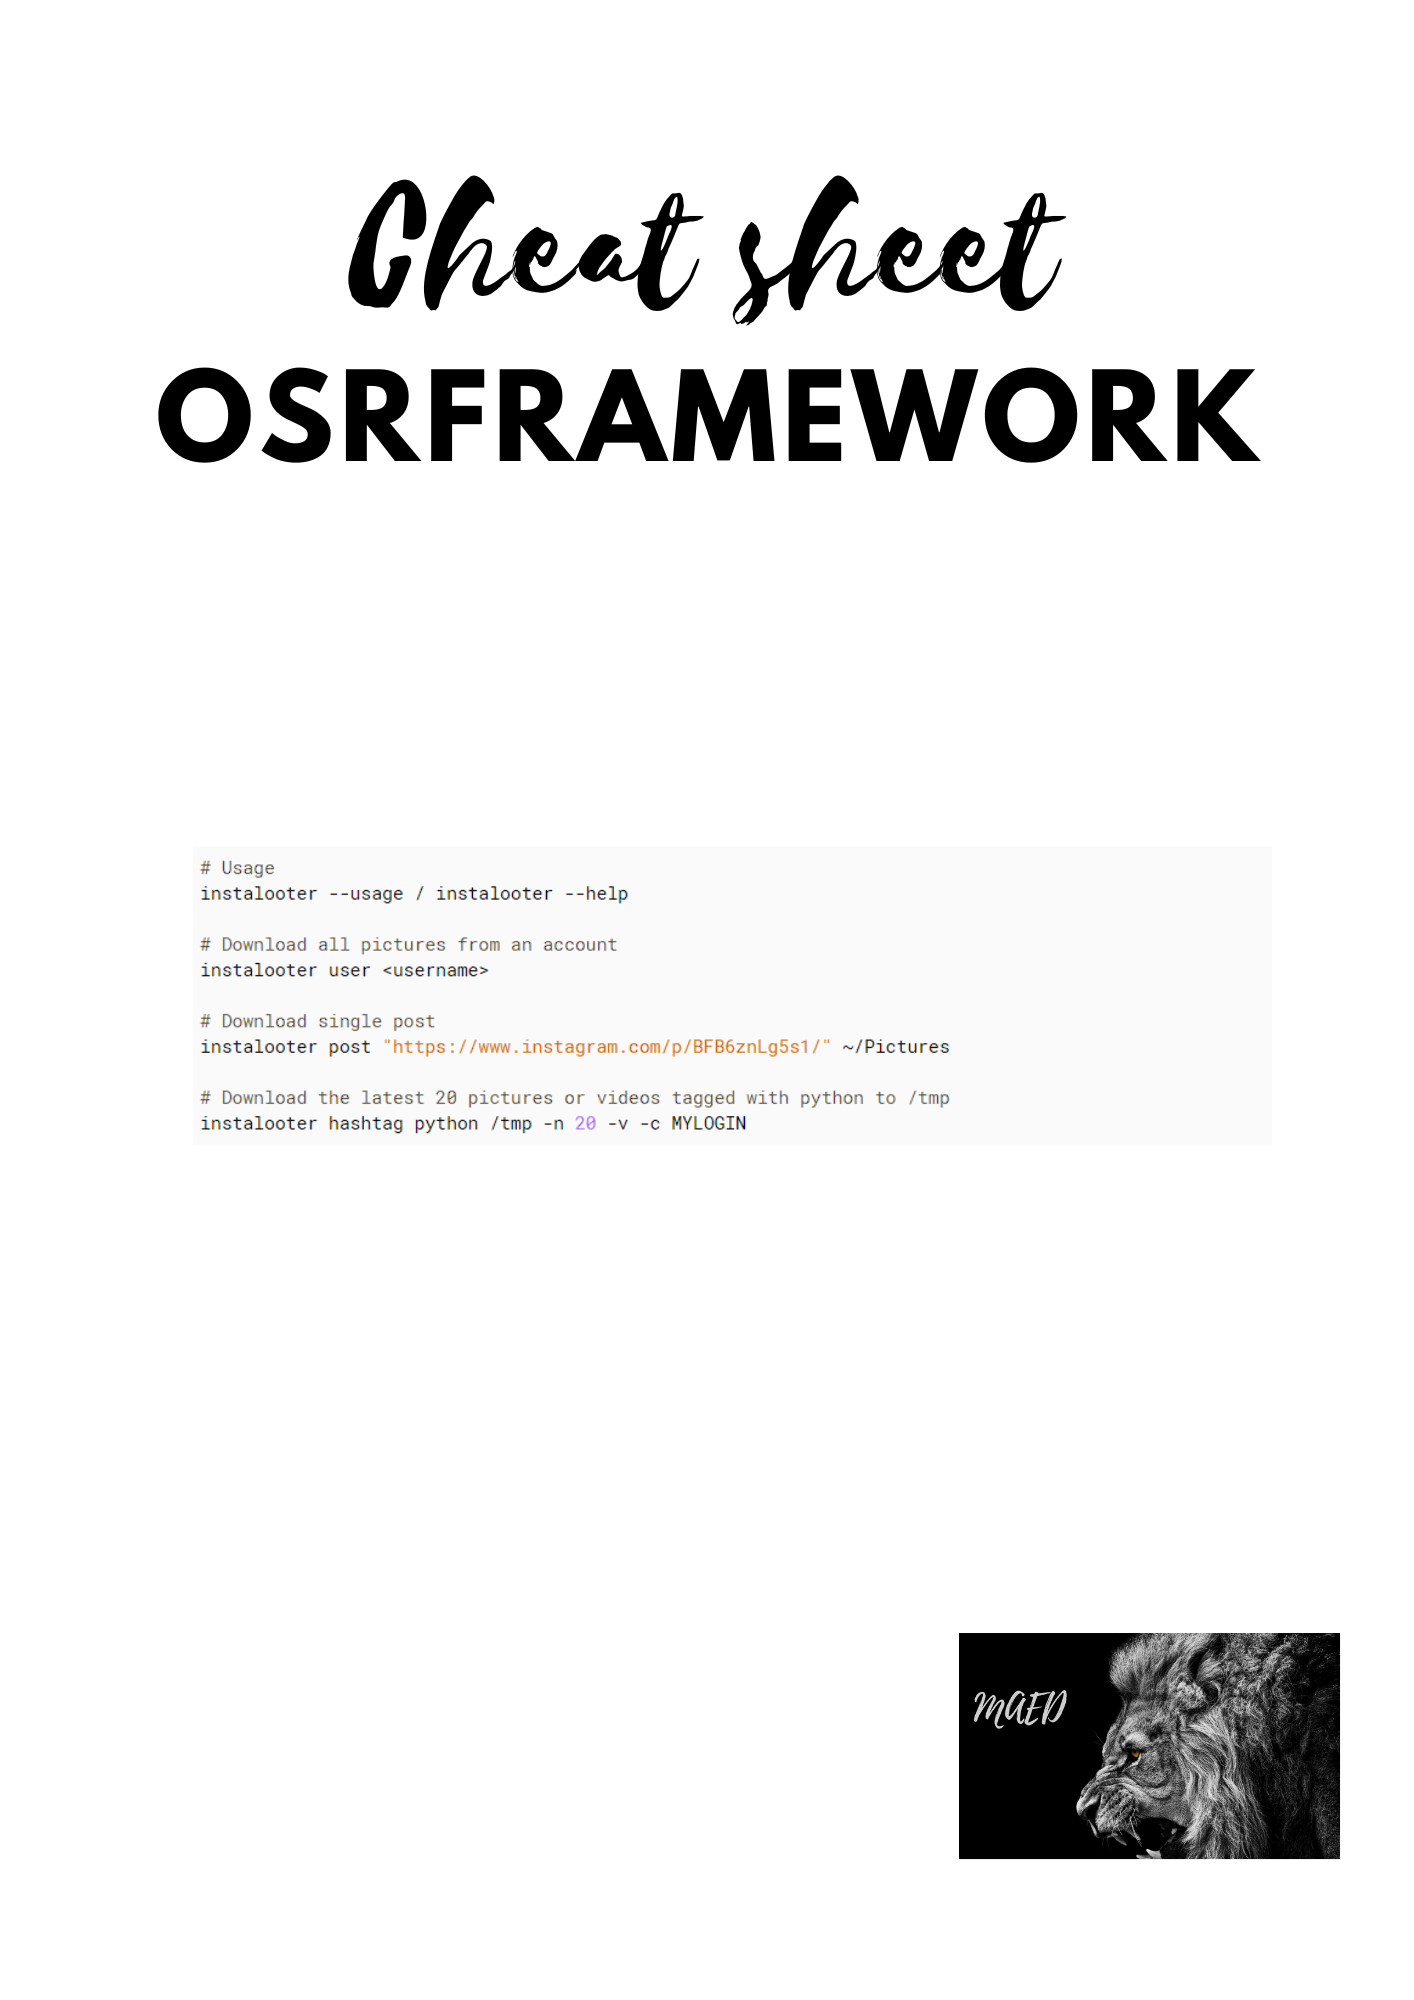 Cheat sheet
OSRFRAMEWORK
# Usage
instalooter --usage / instalooter --help
# Download all pictures from an account
instalooter user <username>
# Download single post
instalooter post "https://www.instagram.com/p/BFB6znLg5s1/" ~/Pictures
# Download the latest 20 pictures or videos tagged with python to /tmp
instalooter hashtag python /tmp -n 20 -v -c MYLOGIN
MAED